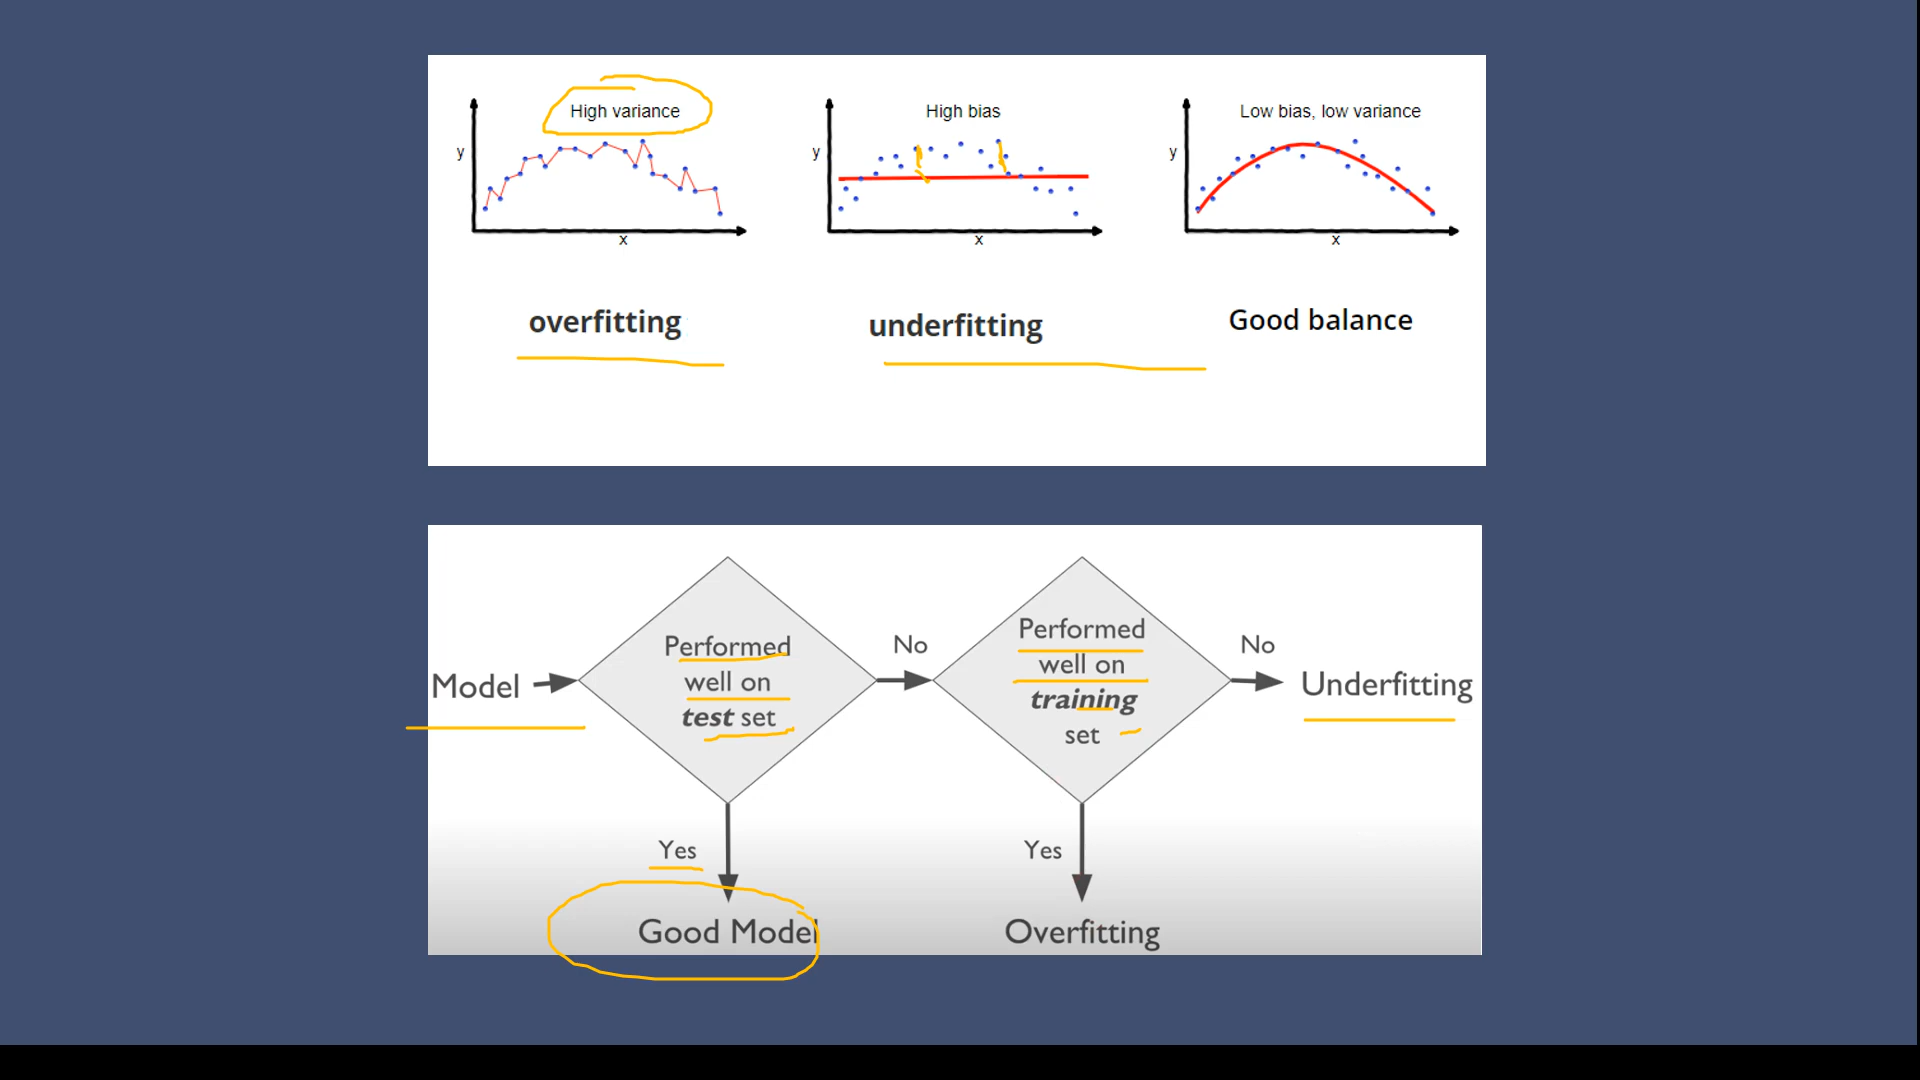 High variance
y
x
overfitting
High bias
y
x
underfitting
Low bias, low variance
y
x
Good balance
Model
Performed
well on
test set
No
Performed
well on
training
set
No
Underfitting
Yes
Good Model
Yes
Overfitting